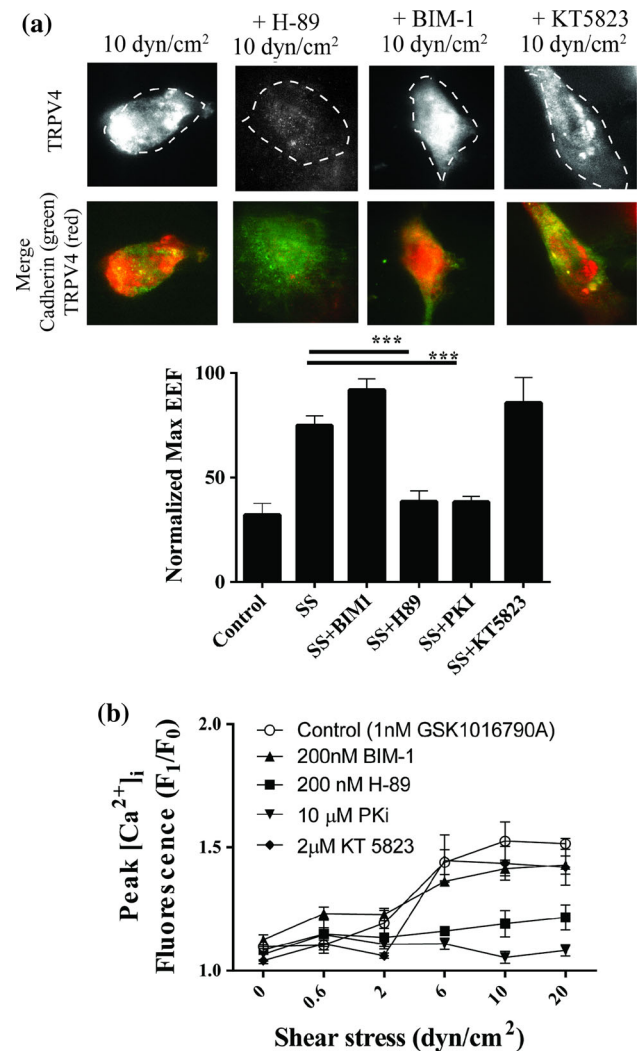 (a)
10 dyn/cm²
+ H-89
10 dyn/cm²
+ BIM-1
10 dyn/cm²
+ KT5823
10 dyn/cm²
TRPV4
Merge
Cadherin (green)
TRPV4 (red)
***
***
Normalized Max EEF
100
50
0
Control
SS
SS+BIM1
SS+H89
SS+PKI
SS+KT5823
(b)
Peak [Ca²⁺]ᵢ
Fluorescence (F₁/F₀)
2.0
1.5
1.0
Control (1nM GSK1016790A)
200nM BIM-1
200 nM H-89
10 μM PKi
2μM KT 5823
0
0.6
2
6
10
20
Shear stress (dyn/cm²)